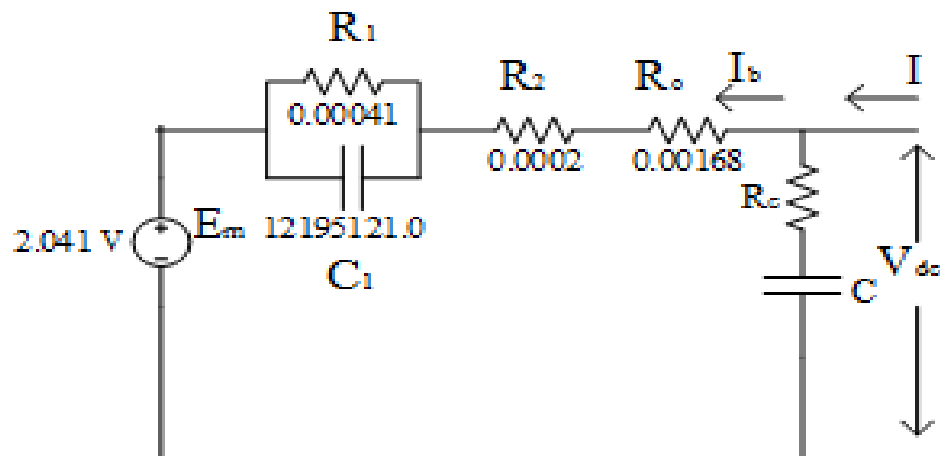 R1
0.00041
R2
0.0002
Ro
0.00168
Ib
I
2.041 V
Em
12195121.0
C1
Rc
C
Vdc